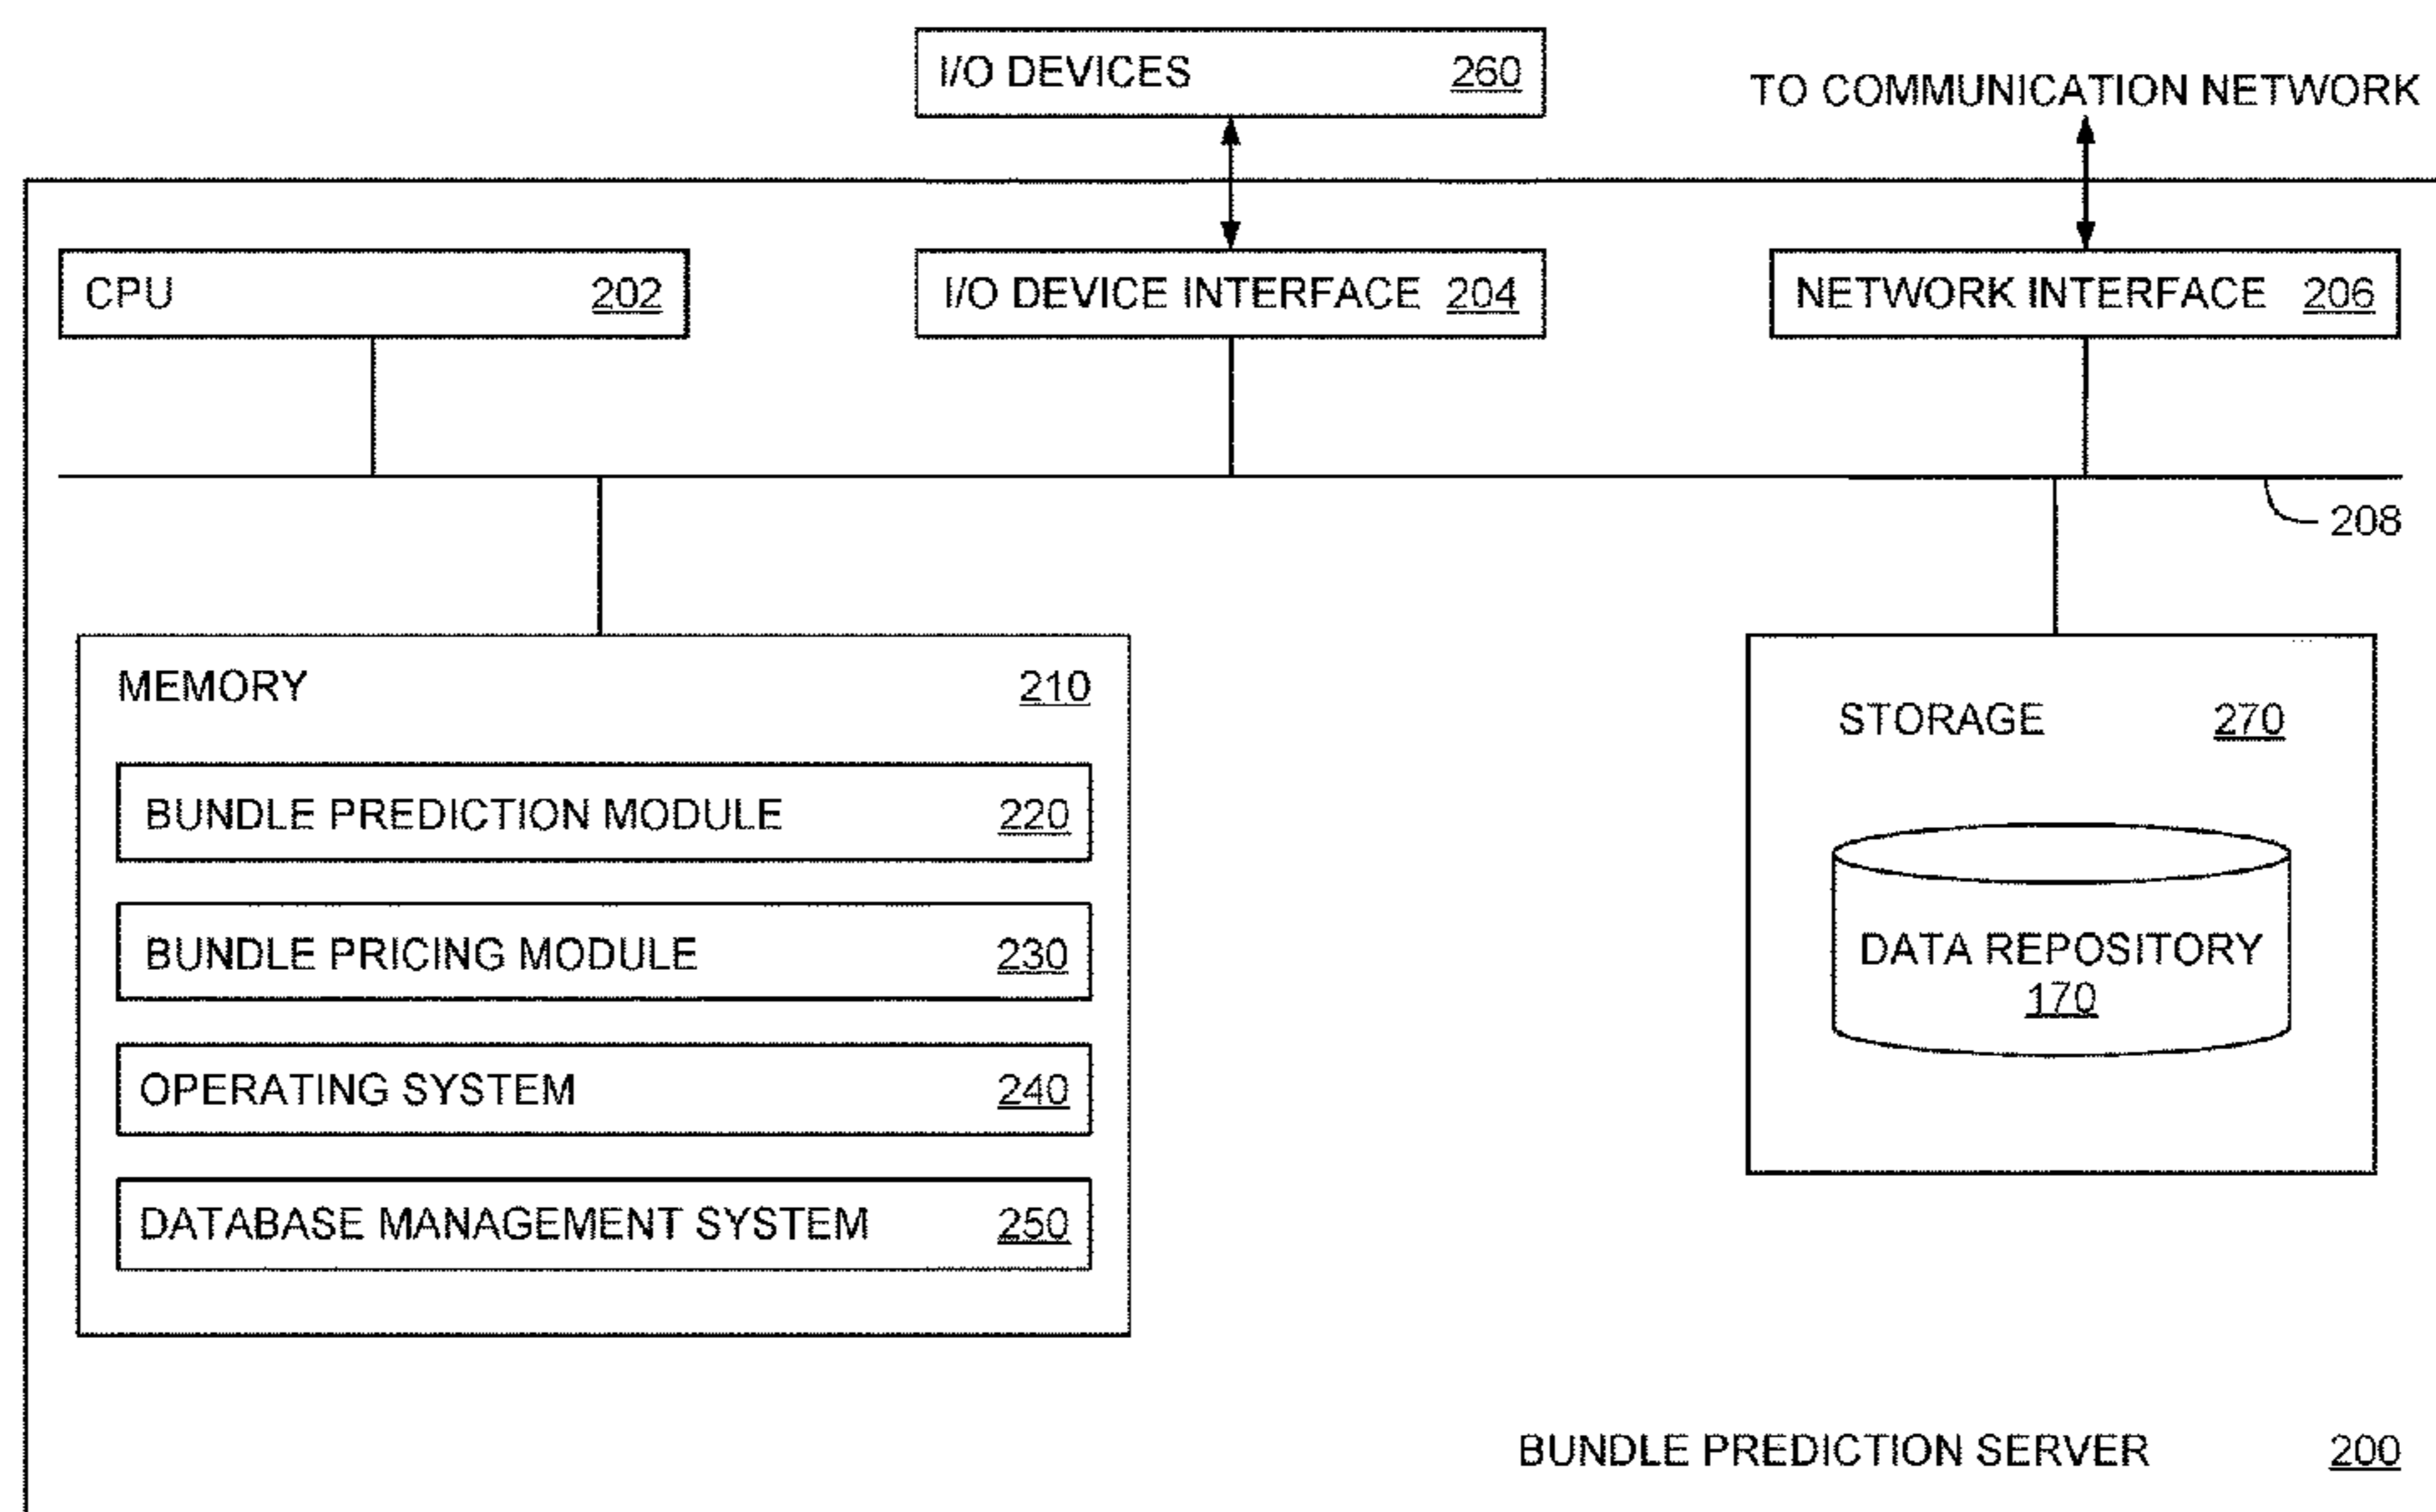 I/O DEVICES 260
TO COMMUNICATION NETWORK
CPU 202
I/O DEVICE INTERFACE 204
NETWORK INTERFACE 206
208
MEMORY 210
BUNDLE PREDICTION MODULE 220
BUNDLE PRICING MODULE 230
OPERATING SYSTEM 240
DATABASE MANAGEMENT SYSTEM 250
STORAGE 270
DATA REPOSITORY
170
BUNDLE PREDICTION SERVER 200